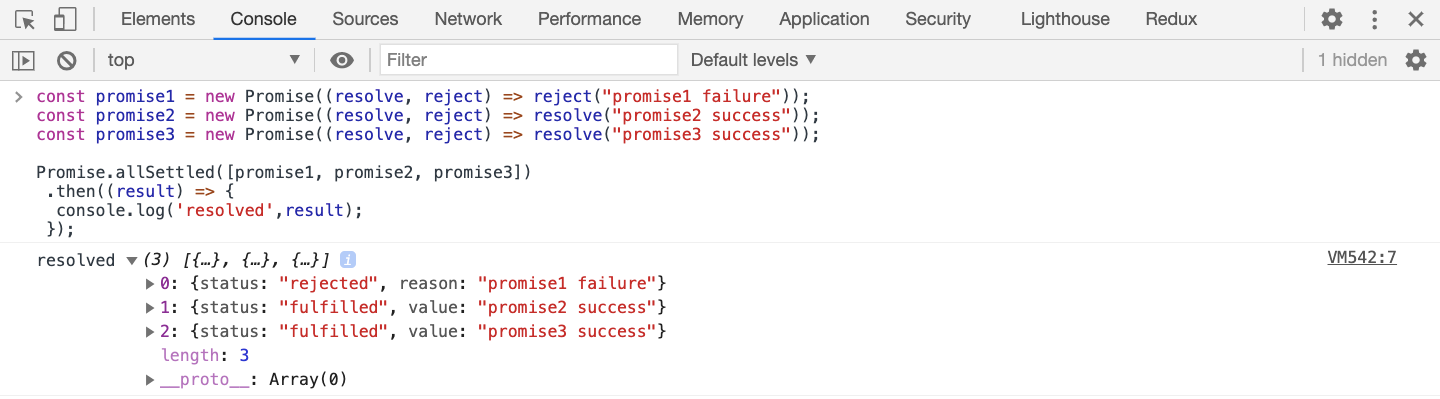 Elements Console Sources Network Performance Memory Application Security Lighthouse Redux
top Filter Default levels 1 hidden
const promise1 = new Promise((resolve, reject) => reject("promise1 failure"));
const promise2 = new Promise((resolve, reject) => resolve("promise2 success"));
const promise3 = new Promise((resolve, reject) => resolve("promise3 success"));
Promise.allSettled([promise1, promise2, promise3])
.then((result) => {
console.log('resolved',result);
});
resolved (3) [{…}, {…}, {…}] i VM542:7
0: {status: "rejected", reason: "promise1 failure"}
1: {status: "fulfilled", value: "promise2 success"}
2: {status: "fulfilled", value: "promise3 success"}
length: 3
__proto__: Array(0)